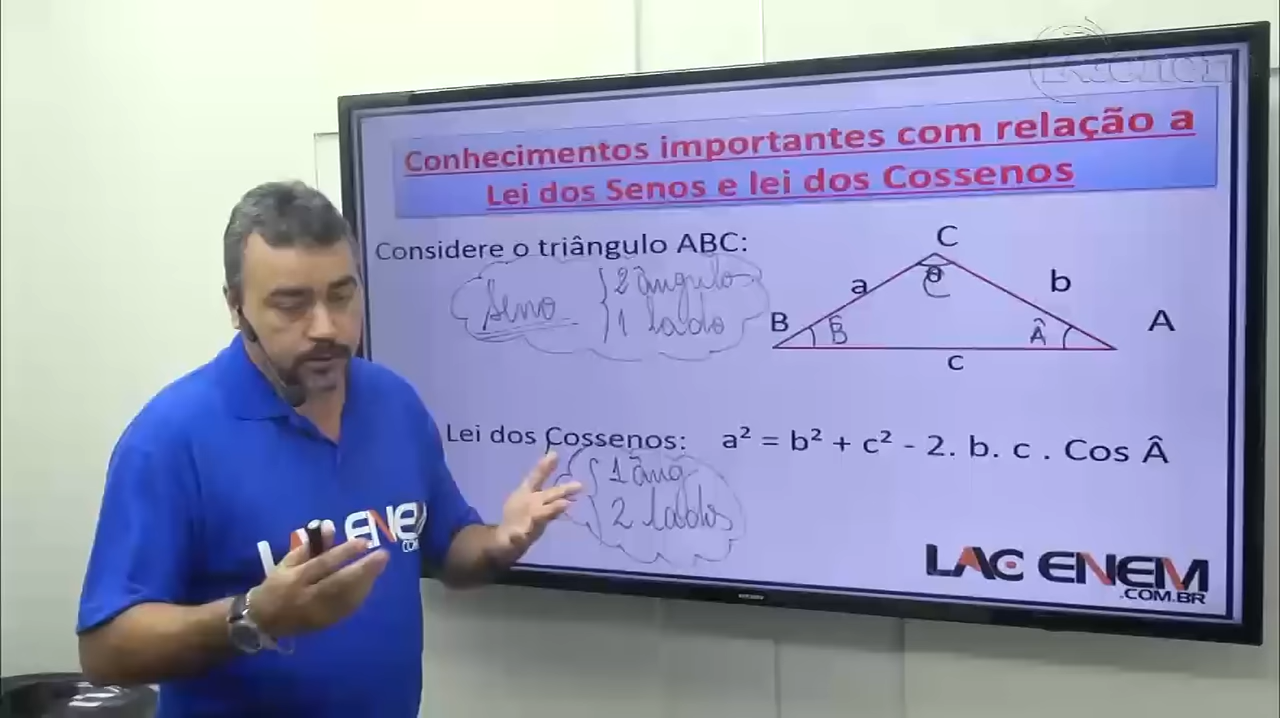 Conhecimentos importantes com relação a
Lei dos Senos e lei dos Cossenos
Considere o triângulo ABC:
Seno { 2 ângulos
1 lado
C
θ
C
a
b
B
B̂
Â
A
c
Lei dos Cossenos: a² = b² + c² - 2. b. c . Cos Â
{ 1 âng
2 lados
LAC ENEM
.COM.BR
LAC ENEM
.COM